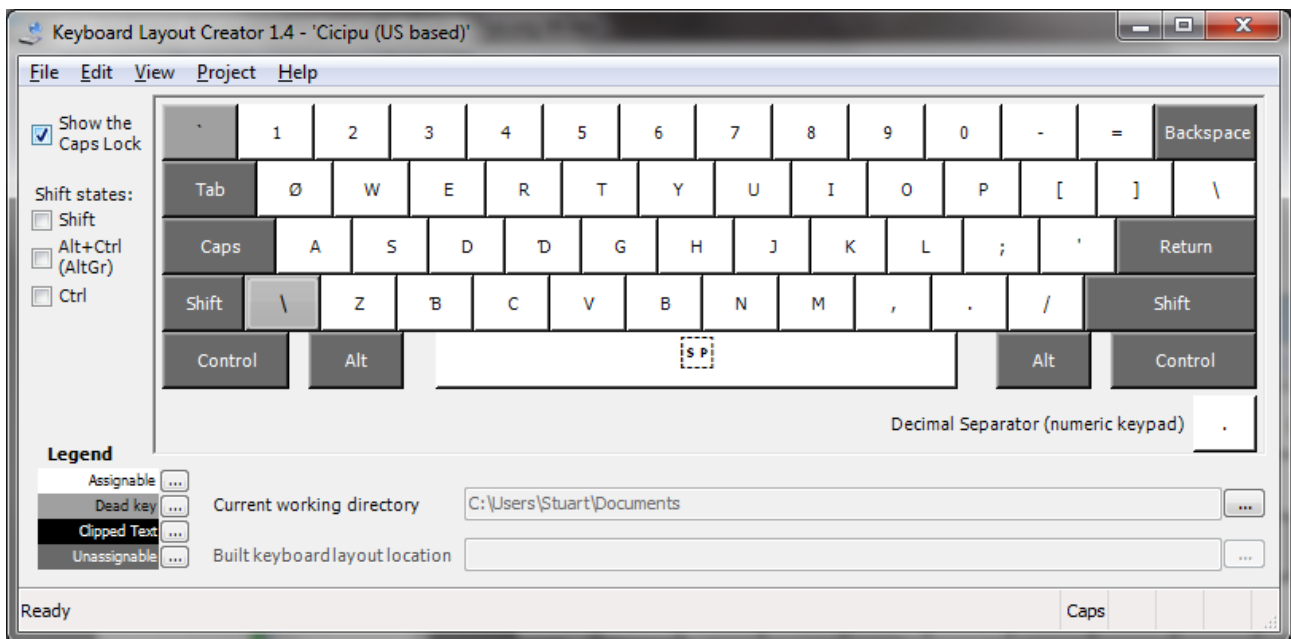 Keyboard Layout Creator 1.4 - 'Cicipu (US based)'
File Edit View Project Help
Show the
Caps Lock
` 1 2 3 4 5 6 7 8 9 0 - = Backspace
Shift states:
Tab Ø W E R T Y U I O P [ ] \
Shift
Alt+Ctrl
(AltGr)
Caps A S D Ɗ G H J K L ; ' Return
Ctrl
Shift \ Z Ɓ C V B N M , . / Shift
Control Alt SP Alt Control
Decimal Separator (numeric keypad) .
Legend
Assignable ...
Dead key ...
Clipped Text ...
Unassignable ...
Current working directory C:\Users\Stuart\Documents ...
Built keyboard layout location ...
Ready Caps